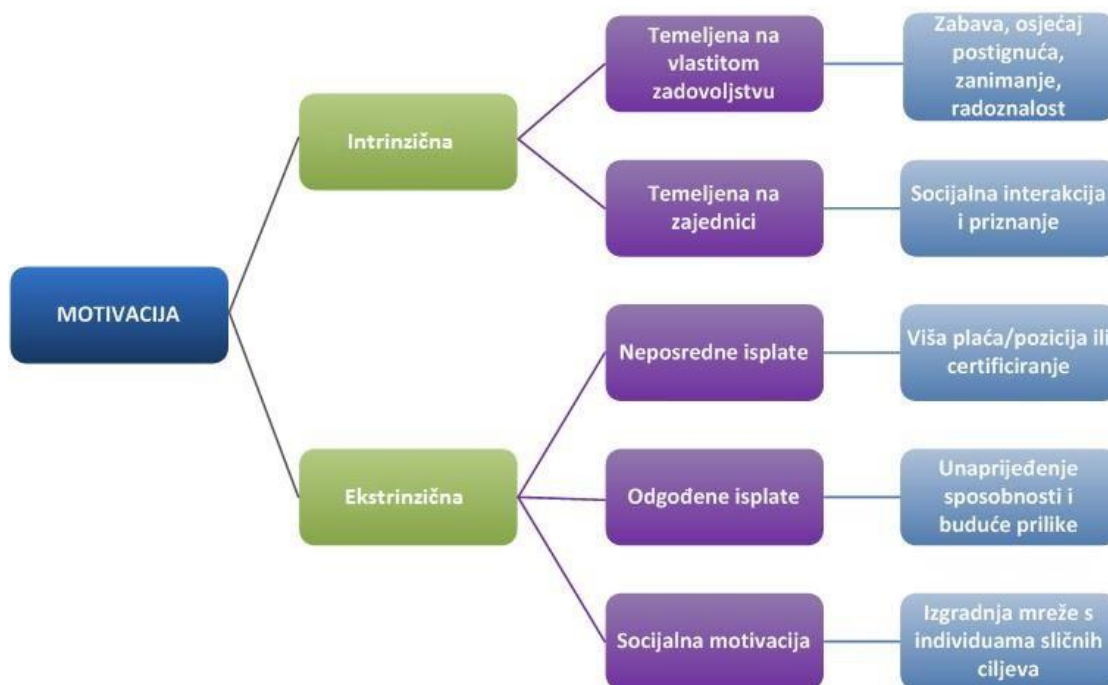 MOTIVACIJA
Intrinzična
Temeljena na
vlastitom
zadovoljstvu
Zabava, osjećaj
postignuća,
zanimanje,
radoznalost
Temeljena na
zajednici
Socijalna interakcija
i priznanje
Ekstrinzična
Neposredne isplate
Viša plaća/pozicija ili
certificiranje
Odgođene isplate
Unaprijeđenje
sposobnosti i
buduće prilike
Socijalna motivacija
Izgradnja mreže s
individuama sličnih
ciljeva